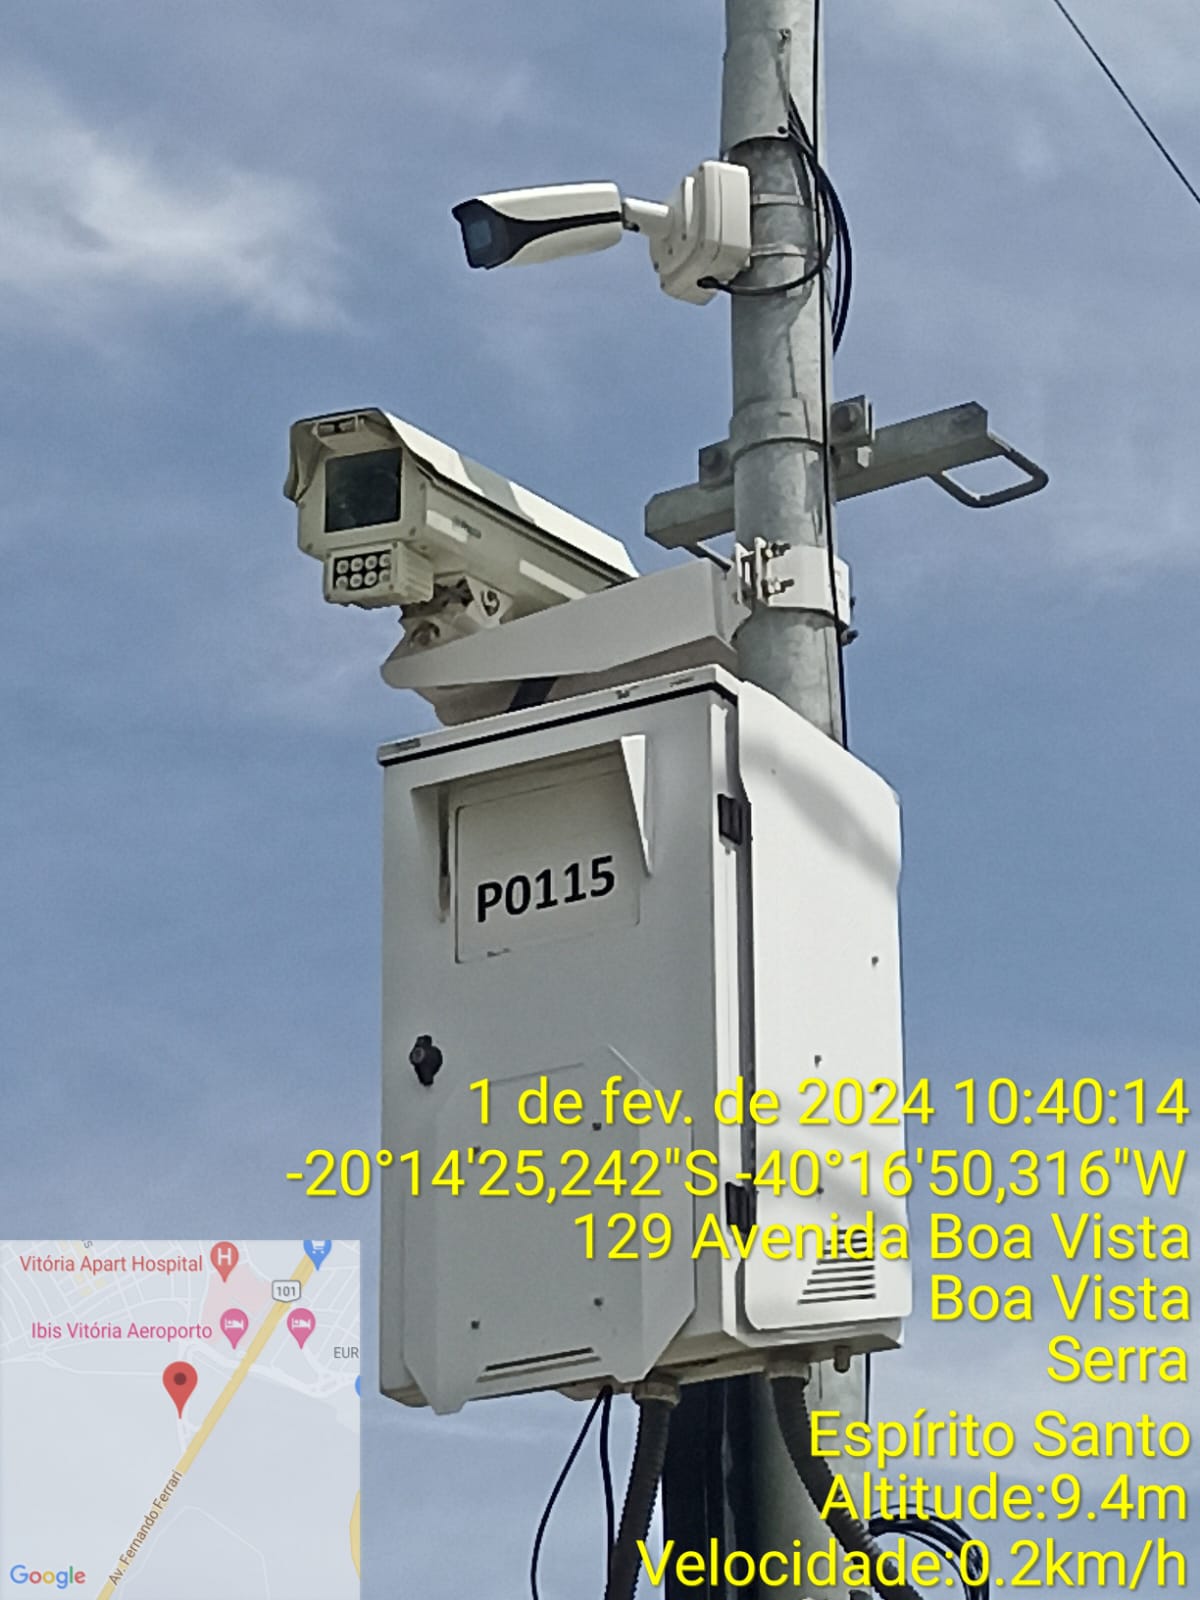 P0115
1 de fev. de 2024 10:40:14
-20°14'25,242"S -40°16'50,316"W
129 Avenida Boa Vista
Boa Vista
Serra
Espírito Santo
Altitude:9.4m
Velocidade:0.2km/h
Vitória Apart Hospital
H
101
Ibis Vitória Aeroporto
EUR
Av. Fernando Ferrari
Google